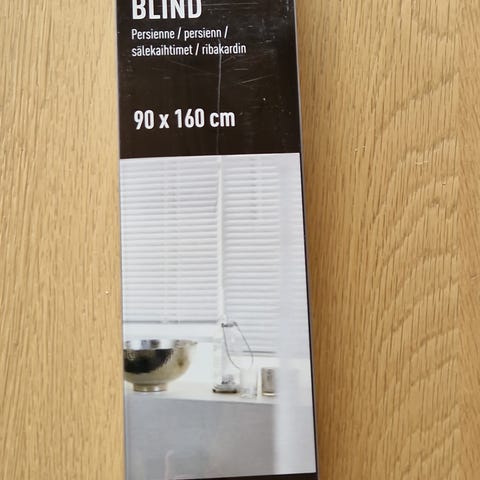 BLIND
Persienne / persienn /
sälekaihtimet / ribakardin
90 x 160 cm